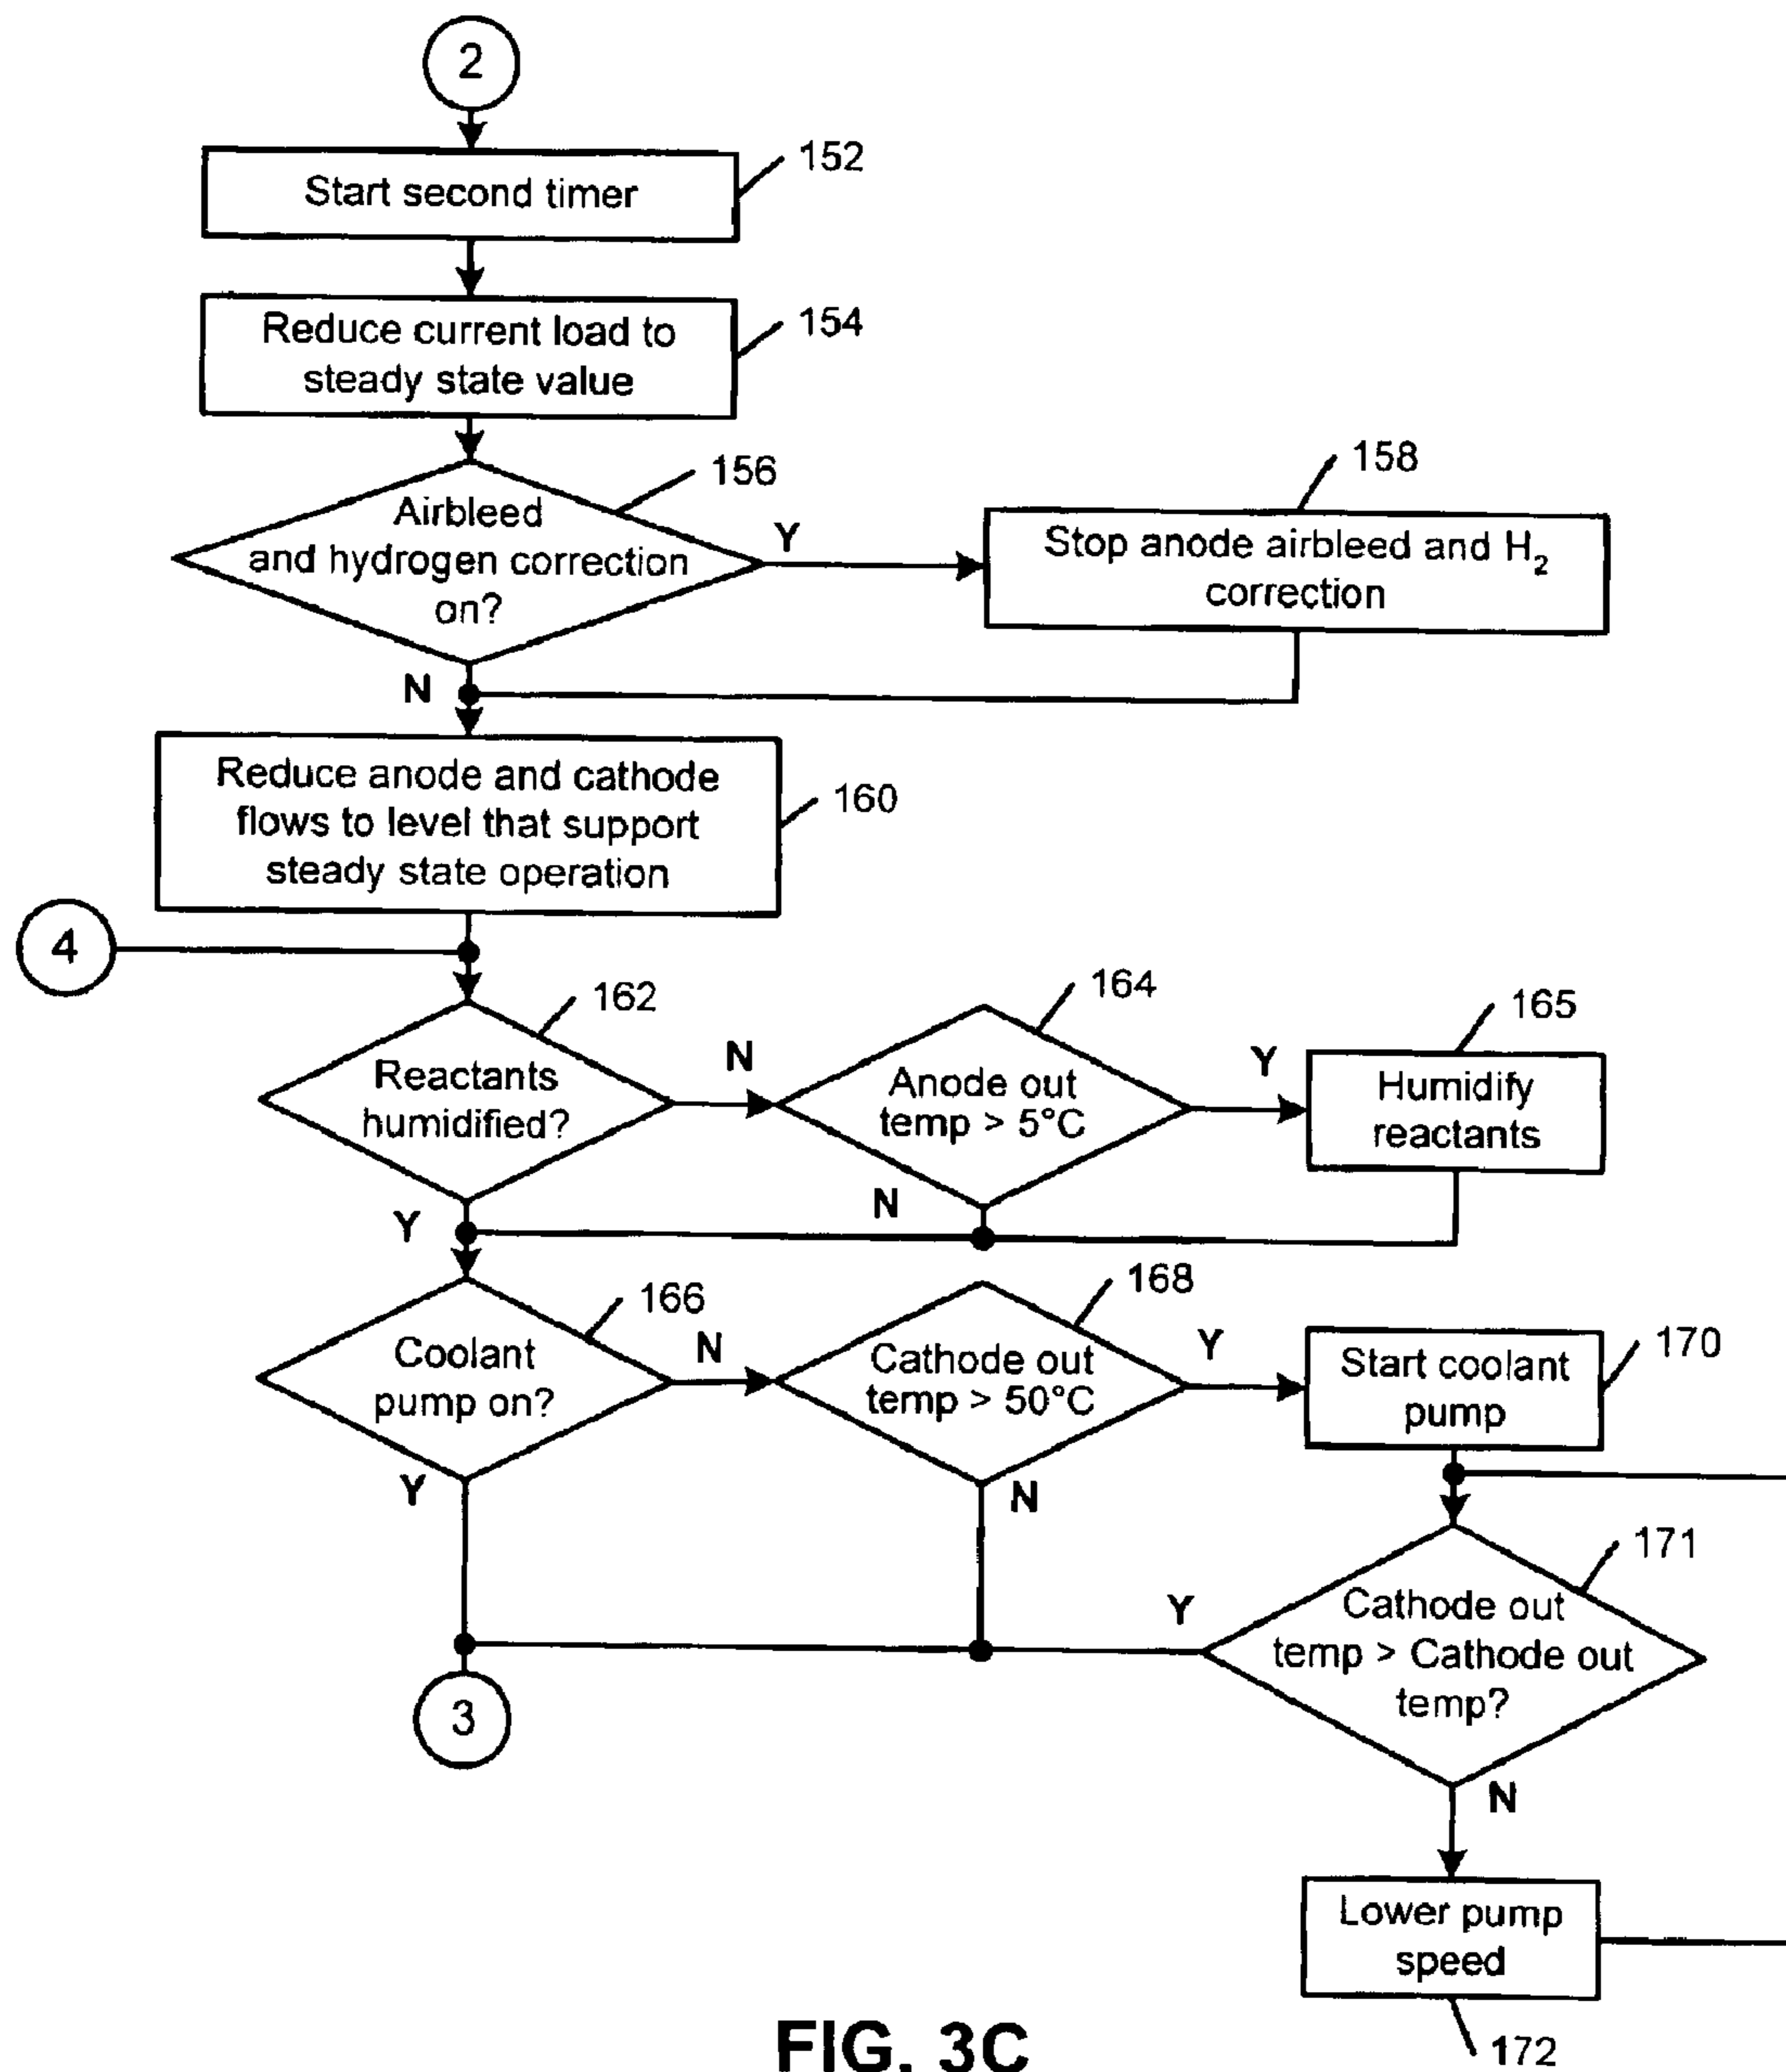 2
152
Start second timer
154
Reduce current load to
steady state value
156
Airbleed
and hydrogen correction
on?
Y
158
Stop anode airbleed and H₂
correction
N
160
Reduce anode and cathode
flows to level that support
steady state operation
4
162
Reactants
humidified?
N
164
Anode out
temp > 5°C
Y
165
Humidify
reactants
Y
N
166
Coolant
pump on?
N
168
Cathode out
temp > 50°C
Y
170
Start coolant
pump
Y
N
171
Cathode out
temp > Cathode out
temp?
Y
3
N
Lower pump
speed
172
FIG. 3C